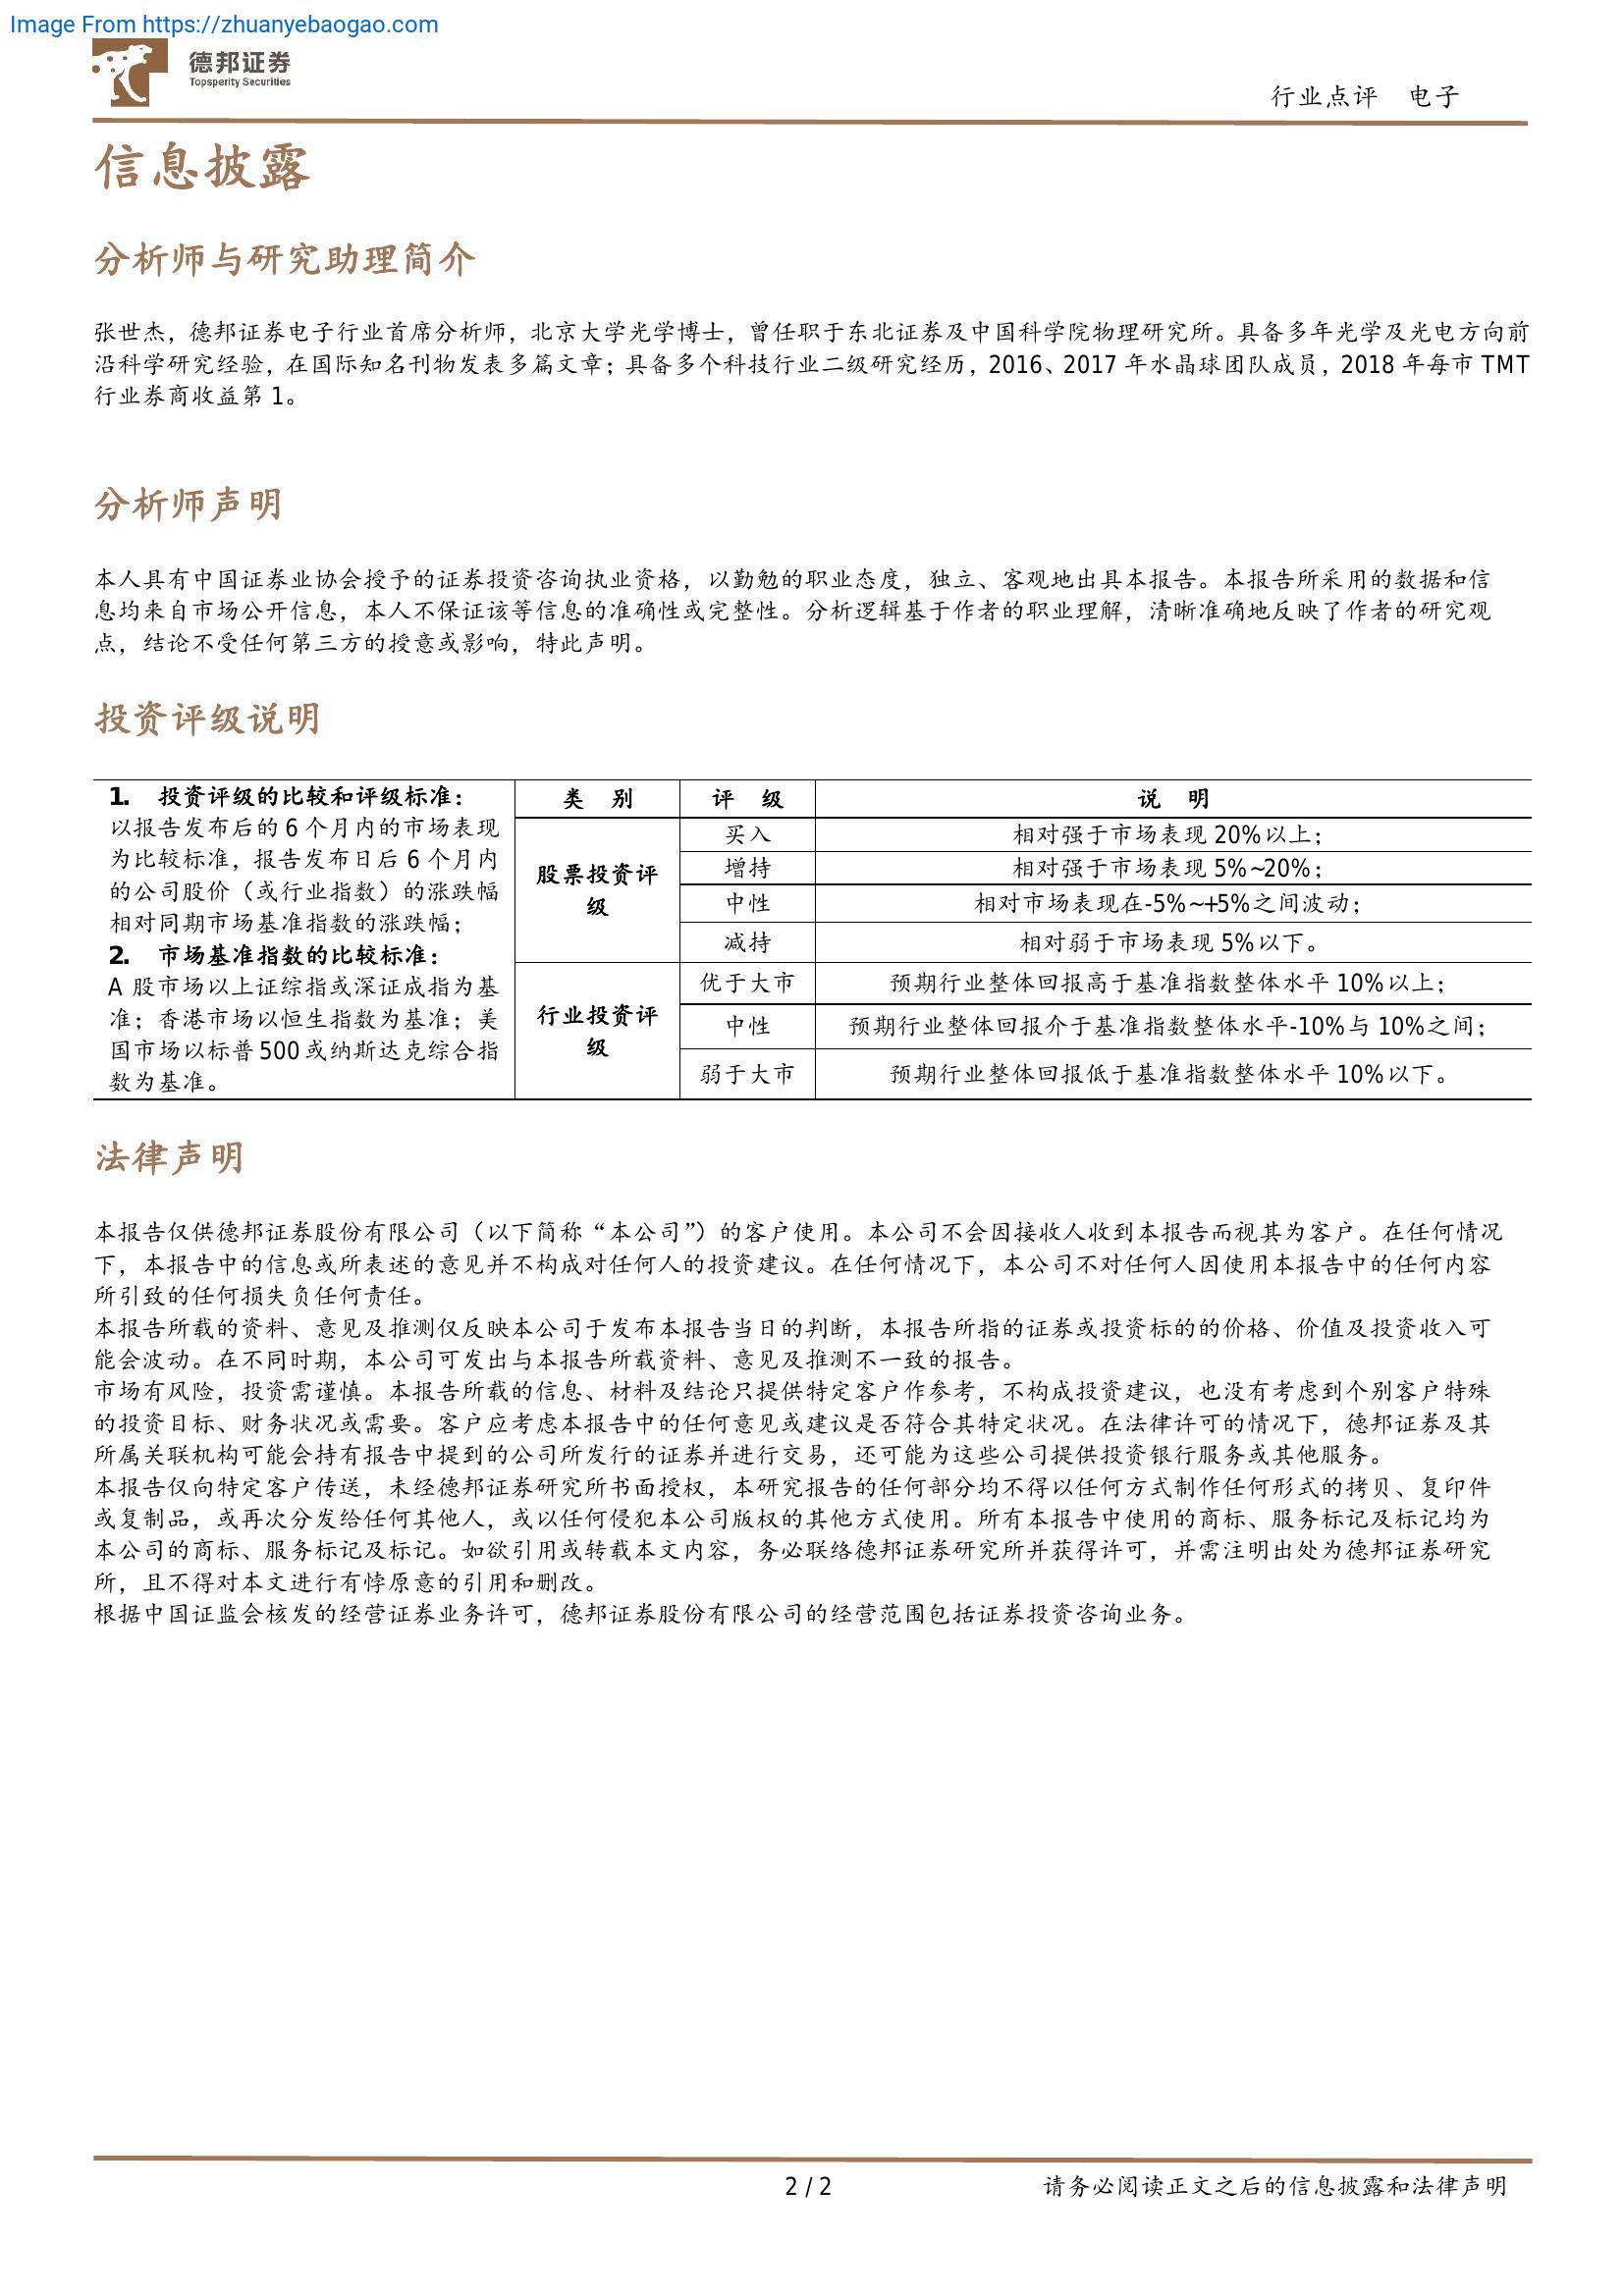 Image From https://zhuanyebaogao.com
德邦证券
Topsperity Securities
行业点评 电子
信息披露
分析师与研究助理简介
张世杰，德邦证券电子行业首席分析师，北京大学光学博士，曾任职于东北证券及中国科学院物理研究所。具备多年光学及光电方向前
沿科学研究经验，在国际知名刊物发表多篇文章；具备多个科技行业二级研究经历，2016、2017 年水晶球团队成员，2018 年每市 TMT
行业券商收益第 1。
分析师声明
本人具有中国证券业协会授予的证券投资咨询执业资格，以勤勉的职业态度，独立、客观地出具本报告。本报告所采用的数据和信
息均来自市场公开信息，本人不保证该等信息的准确性或完整性。分析逻辑基于作者的职业理解，清晰准确地反映了作者的研究观
点，结论不受任何第三方的授意或影响，特此声明。
投资评级说明
1. 投资评级的比较和评级标准：
以报告发布后的 6 个月内的市场表现
为比较标准，报告发布日后 6 个月内
的公司股价（或行业指数）的涨跌幅
相对同期市场基准指数的涨跌幅；
2. 市场基准指数的比较标准：
A 股市场以上证综指或深证成指为基
准；香港市场以恒生指数为基准；美
国市场以标普 500 或纳斯达克综合指
数为基准。
类 别 评 级 说 明
股票投资评
级
买入 相对强于市场表现 20%以上；
增持 相对强于市场表现 5%~20%；
中性 相对市场表现在-5%~+5%之间波动；
减持 相对弱于市场表现 5%以下。
行业投资评
级
优于大市 预期行业整体回报高于基准指数整体水平 10%以上；
中性 预期行业整体回报介于基准指数整体水平-10%与 10%之间；
弱于大市 预期行业整体回报低于基准指数整体水平 10%以下。
法律声明
本报告仅供德邦证券股份有限公司（以下简称“本公司”）的客户使用。本公司不会因接收人收到本报告而视其为客户。在任何情况
下，本报告中的信息或所表述的意见并不构成对任何人的投资建议。在任何情况下，本公司不对任何人因使用本报告中的任何内容
所引致的任何损失负任何责任。
本报告所载的资料、意见及推测仅反映本公司于发布本报告当日的判断，本报告所指的证券或投资标的的价格、价值及投资收入可
能会波动。在不同时期，本公司可发出与本报告所载资料、意见及推测不一致的报告。
市场有风险，投资需谨慎。本报告所载的信息、材料及结论只提供特定客户作参考，不构成投资建议，也没有考虑到个别客户特殊
的投资目标、财务状况或需要。客户应考虑本报告中的任何意见或建议是否符合其特定状况。在法律许可的情况下，德邦证券及其
所属关联机构可能会持有报告中提到的公司所发行的证券并进行交易，还可能为这些公司提供投资银行服务或其他服务。
本报告仅向特定客户传送，未经德邦证券研究所书面授权，本研究报告的任何部分均不得以任何方式制作任何形式的拷贝、复印件
或复制品，或再次分发给任何其他人，或以任何侵犯本公司版权的其他方式使用。所有本报告中使用的商标、服务标记及标记均为
本公司的商标、服务标记及标记。如欲引用或转载本文内容，务必联络德邦证券研究所并获得许可，并需注明出处为德邦证券研究
所，且不得对本文进行有悖原意的引用和删改。
根据中国证监会核发的经营证券业务许可，德邦证券股份有限公司的经营范围包括证券投资咨询业务。
2 / 2
请务必阅读正文之后的信息披露和法律声明